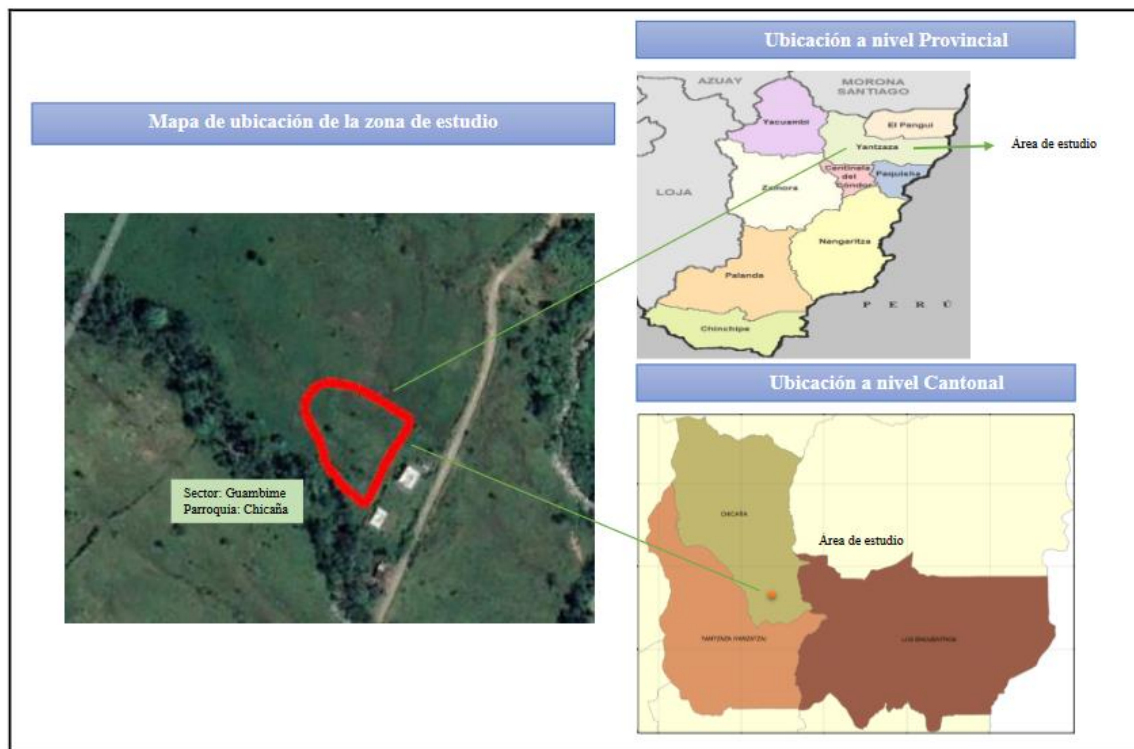 Ubicación a nivel Provincial
Mapa de ubicación de la zona de estudio
AZUAY
MORONA
SANTIAGO
Yacuambi
El Pangui
Yantzaza
Área de estudio
Centinela
del
Cóndor
Paquisha
Zamora
LOJA
Nangaritza
Palanda
PERÚ
Chinchipe
Ubicación a nivel Cantonal
Sector: Guambime
Parroquia: Chicaña
CHICAÑA
Área de estudio
LOS ENCUENTROS